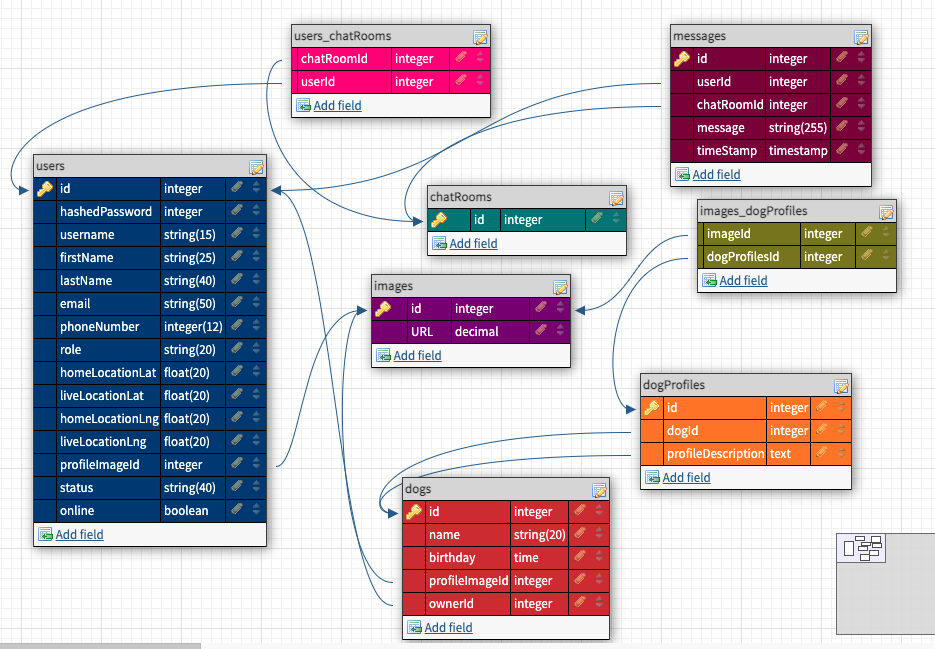 users_chatRooms
chatRoomId integer
userId integer
Add field
messages
id integer
userId integer
chatRoomId integer
message string(255)
timeStamp timestamp
Add field
users
id integer
hashedPassword integer
username string(15)
firstName string(25)
lastName string(40)
email string(50)
phoneNumber integer(12)
role string(20)
homeLocationLat float(20)
liveLocationLat float(20)
homeLocationLng float(20)
liveLocationLng float(20)
profileImageId integer
status string(40)
online boolean
Add field
chatRooms
id integer
Add field
images_dogProfiles
imageId integer
dogProfilesId integer
Add field
images
id integer
URL decimal
Add field
dogProfiles
id integer
dogId integer
profileDescription text
Add field
dogs
id integer
name string(20)
birthday time
profileImageId integer
ownerId integer
Add field